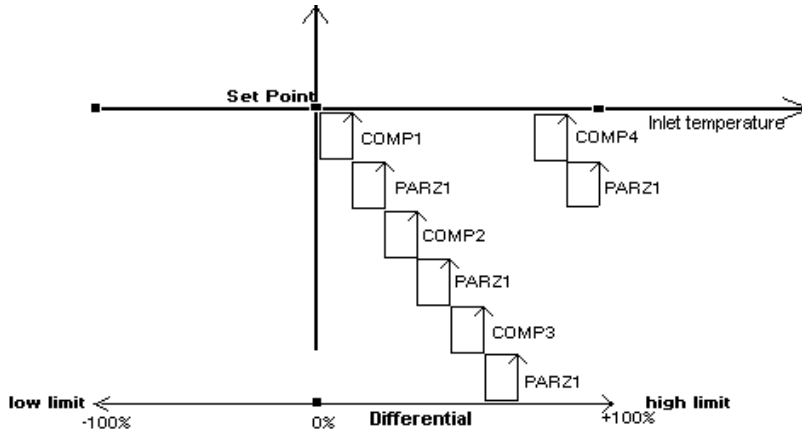 Set Point
Inlet temperature
COMP1
COMP4
PARZ1
PARZ1
COMP2
PARZ1
COMP3
PARZ1
low limit
high limit
-100%
0%
Differential
+100%